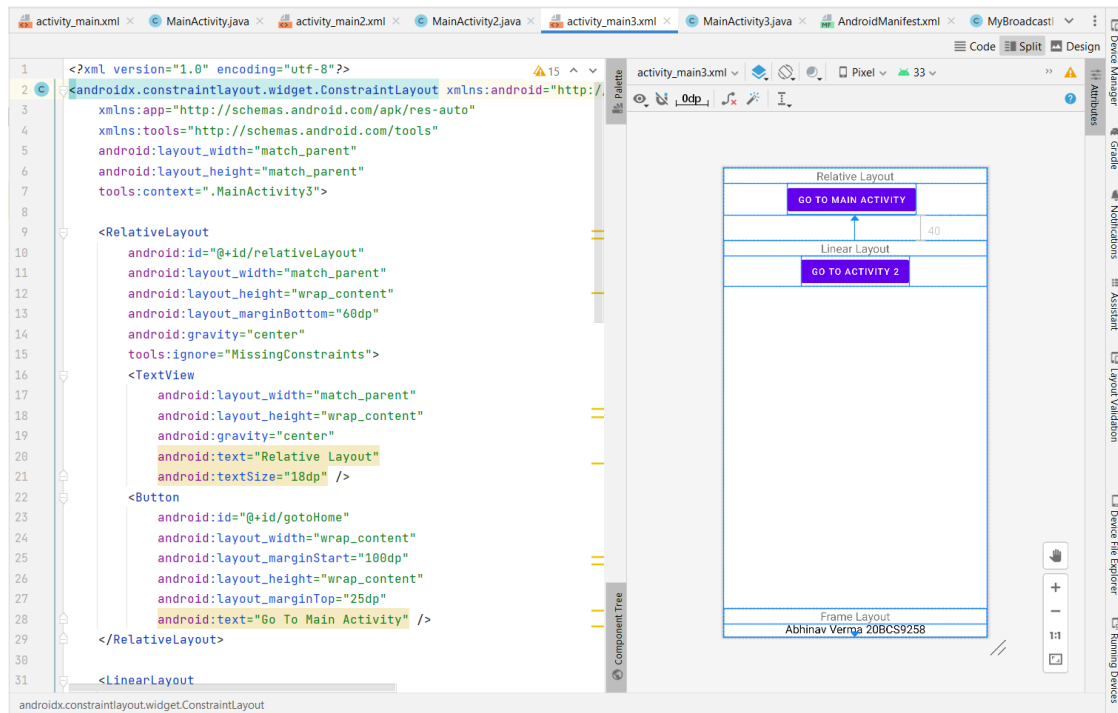 activity_main.xml MainActivity.java activity_main2.xml MainActivity2.java activity_main3.xml MainActivity3.java AndroidManifest.xml MyBroadcastI
Code Split Design
1 <?xml version="1.0" encoding="utf-8"?> 15
2 <androidx.constraintlayout.widget.ConstraintLayout xmlns:android="http:/
3 xmlns:app="http://schemas.android.com/apk/res-auto"
4 xmlns:tools="http://schemas.android.com/tools"
5 android:layout_width="match_parent"
6 android:layout_height="match_parent"
7 tools:context=".MainActivity3">
8
9 <RelativeLayout
10 android:id="@+id/relativeLayout"
11 android:layout_width="match_parent"
12 android:layout_height="wrap_content"
13 android:layout_marginBottom="60dp"
14 android:gravity="center"
15 tools:ignore="MissingConstraints">
16 <TextView
17 android:layout_width="match_parent"
18 android:layout_height="wrap_content"
19 android:gravity="center"
20 android:text="Relative Layout"
21 android:textSize="18dp" />
22 <Button
23 android:id="@+id/gotoHome"
24 android:layout_width="wrap_content"
25 android:layout_marginStart="100dp"
26 android:layout_height="wrap_content"
27 android:layout_marginTop="25dp"
28 android:text="Go To Main Activity" />
29 </RelativeLayout>
30
31 <LinearLayout
androidx.constraintlayout.widget.ConstraintLayout
Palette
Component Tree
activity_main3.xml Pixel 33
0dp
Relative Layout
GO TO MAIN ACTIVITY
40
Linear Layout
GO TO ACTIVITY 2
Frame Layout
Abhinav Verma 20BCS9258
1:1
Attributes
Device Manager
Gradle
Notifications
Assistant
Layout Validation
Device File Explorer
Running Devices